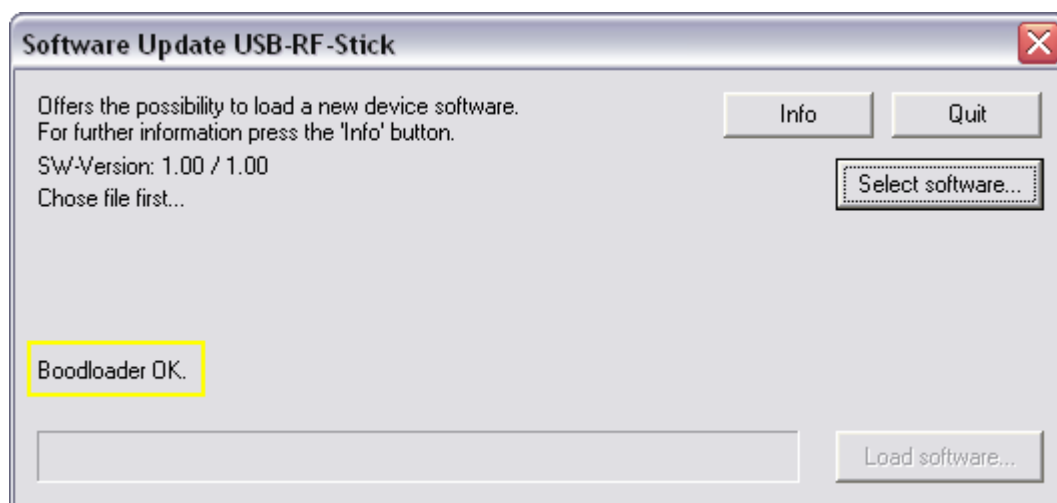 Software Update USB-RF-Stick
Offers the possibility to load a new device software.
For further information press the 'Info' button.
Info
Quit
SW-Version: 1.00 / 1.00
Chose file first...
Select software...
Boodloader OK.
Load software...